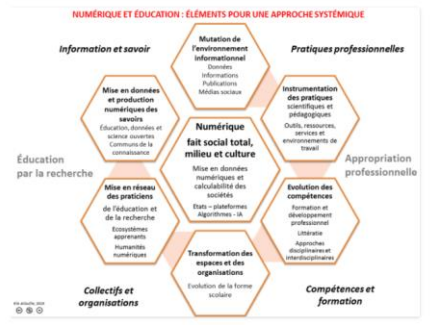 NUMÉRIQUE ET ÉDUCATION : ÉLÉMENTS POUR UNE APPROCHE SYSTÉMIQUE
Information et savoir
Pratiques professionnelles
Mutation de
l'environnement
informationnel
Données
Informations
Publications
Médias sociaux
Mise en données
et production
numériques des
savoirs
Éducation, données et
science ouvertes
Communs de la
connaissance
Instrumentation
des pratiques
scientifiques et
pédagogiques
Outils, ressources,
services et
environnements de
travail
Numérique
fait social total,
milieu et culture
Mise en données
numériques et
calculabilité des
sociétés
Etats – plateformes
Algorithmes - IA
Éducation
par la recherche
Appropriation
professionnelle
Mise en réseau
des praticiens
de l'éducation et
de la recherche
Ecosystèmes
apprenants
Humanités
numériques
Evolution des
compétences
Formation et
développement
professionnel
Littératie
Approches
disciplinaires et
interdisciplinaires
Transformation des
espaces et des
organisations
Evolution de la forme
scolaire
Collectifs et
organisations
Compétences et
formation